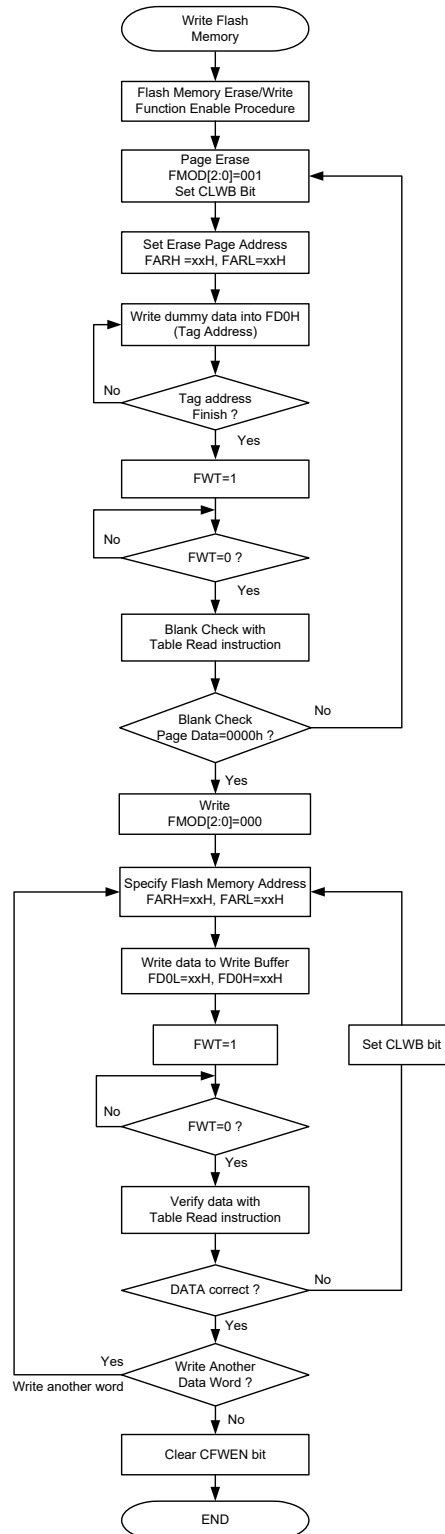 Write Flash
Memory
Flash Memory Erase/Write
Function Enable Procedure
Page Erase
FMOD[2:0]=001
Set CLWB Bit
Set Erase Page Address
FARH =xxH, FARL=xxH
Write dummy data into FD0H
(Tag Address)
No
Tag address
Finish ?
Yes
FWT=1
No
FWT=0 ?
Yes
Blank Check with
Table Read instruction
No
Blank Check
Page Data=0000h ?
Yes
Write
FMOD[2:0]=000
Specify Flash Memory Address
FARH=xxH, FARL=xxH
Write data to Write Buffer
FD0L=xxH, FD0H=xxH
FWT=1
Set CLWB bit
No
FWT=0 ?
Yes
Verify data with
Table Read instruction
No
DATA correct ?
Yes
Yes
Write another word
Write Another
Data Word ?
No
Clear CFWEN bit
END